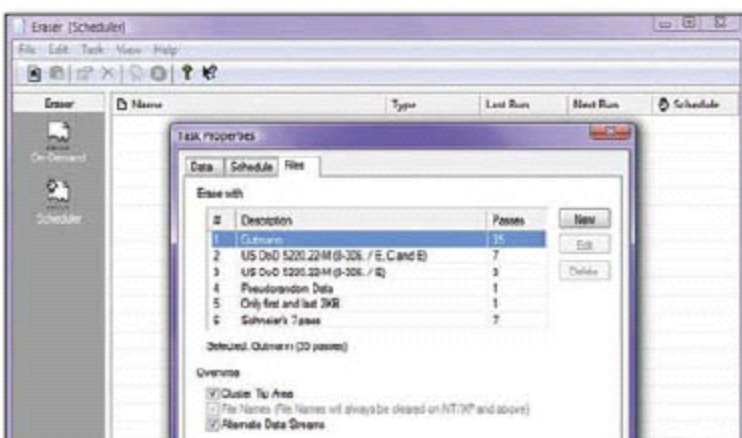 Eraser [Scheduler]
File Edit Task View Help
Eraser
Name Type Last Run Next Run Schedule
On-Demand
Scheduler
Task Properties
Data Schedule Files
Erase with
# Description Passes
1 Gutmann 35
2 US DoD 5220.22-M (8-306. / E, C and E) 7
3 US DoD 5220.22-M (8-306. / E) 3
4 Pseudorandom Data 1
5 Only first and last 2KB 1
6 Schneier's 7 pass 7
New
Edit
Delete
Selected: Gutmann (35 passes)
Overwrite
Cluster Tip Area
File Names (File Names will always be cleared on NT/XP and above)
Alternate Data Streams